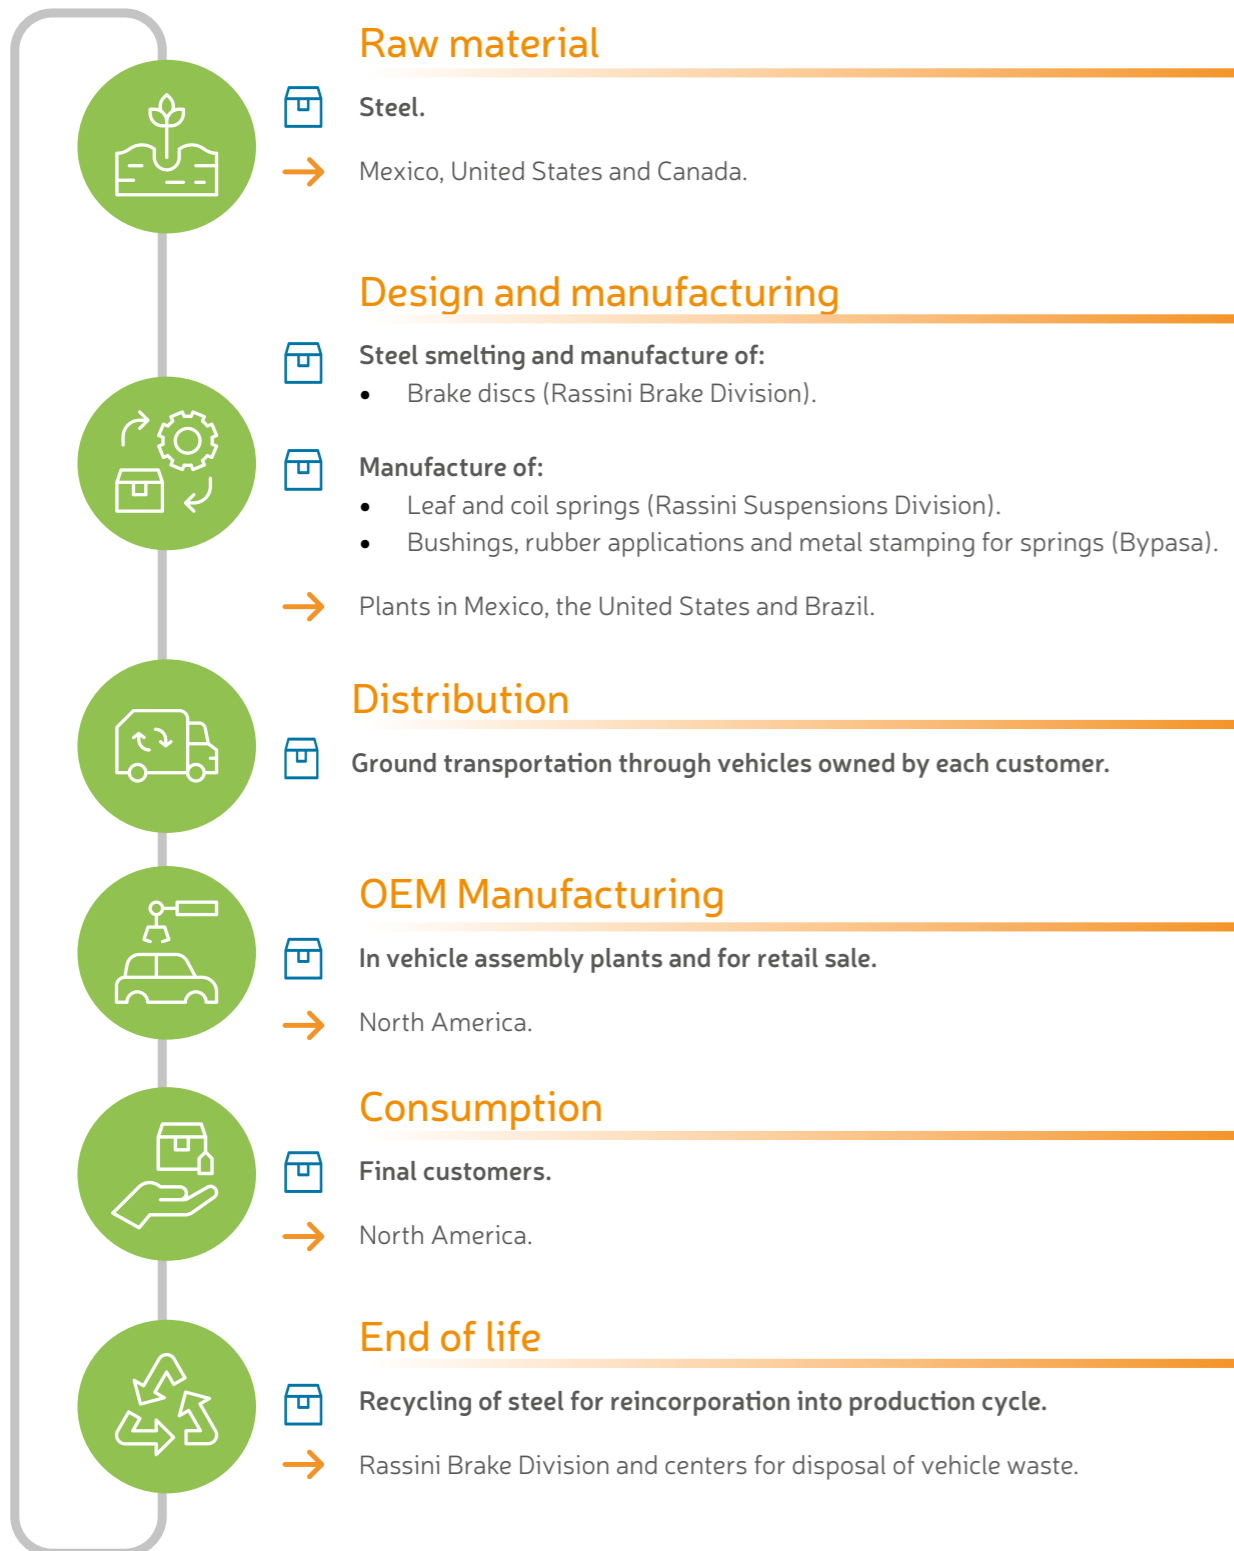 Raw material
Steel.
Mexico, United States and Canada.
Design and manufacturing
Steel smelting and manufacture of:
• Brake discs (Rassini Brake Division).
Manufacture of:
• Leaf and coil springs (Rassini Suspensions Division).
• Bushings, rubber applications and metal stamping for springs (Bypasa).
Plants in Mexico, the United States and Brazil.
Distribution
Ground transportation through vehicles owned by each customer.
OEM Manufacturing
In vehicle assembly plants and for retail sale.
North America.
Consumption
Final customers.
North America.
End of life
Recycling of steel for reincorporation into production cycle.
Rassini Brake Division and centers for disposal of vehicle waste.